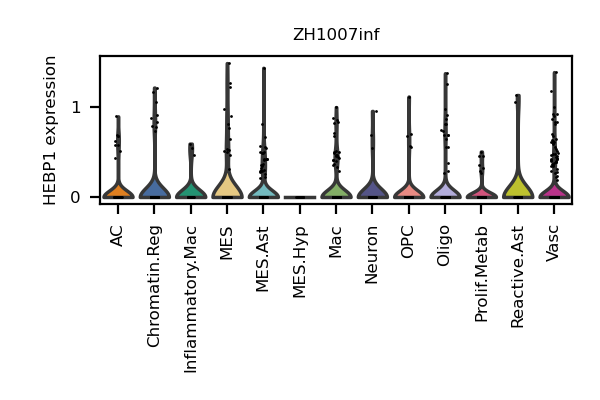 ZH1007inf
HEBP1 expression
1
0
AC
Chromatin.Reg
Inflammatory.Mac
MES
MES.Ast
MES.Hyp
Mac
Neuron
OPC
Oligo
Prolif.Metab
Reactive.Ast
Vasc